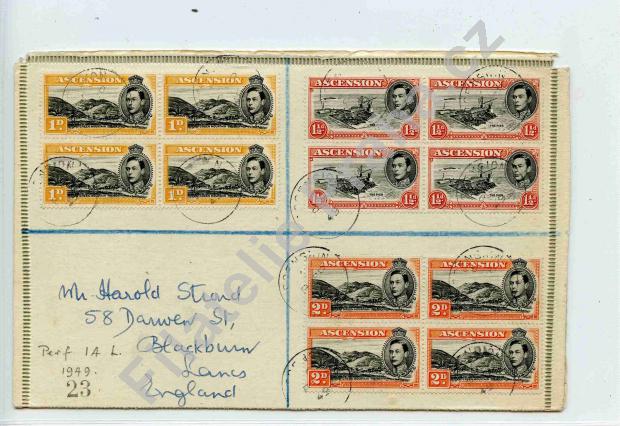 ASCENSION ASCENSION
1D. 1D.
ASCENSION ASCENSION
1D. 1D.
ASCENSION ASCENSION
1½d 1½d
ASCENSION ASCENSION
1½d 1½d
ASCENSION ASCENSION
2D. 2D.
ASCENSION ASCENSION
2D. 2D.
Mr Harold Strond
58 Darwen St,
Blackburn
Lancs
England
Perf 14 L.
1949.
23